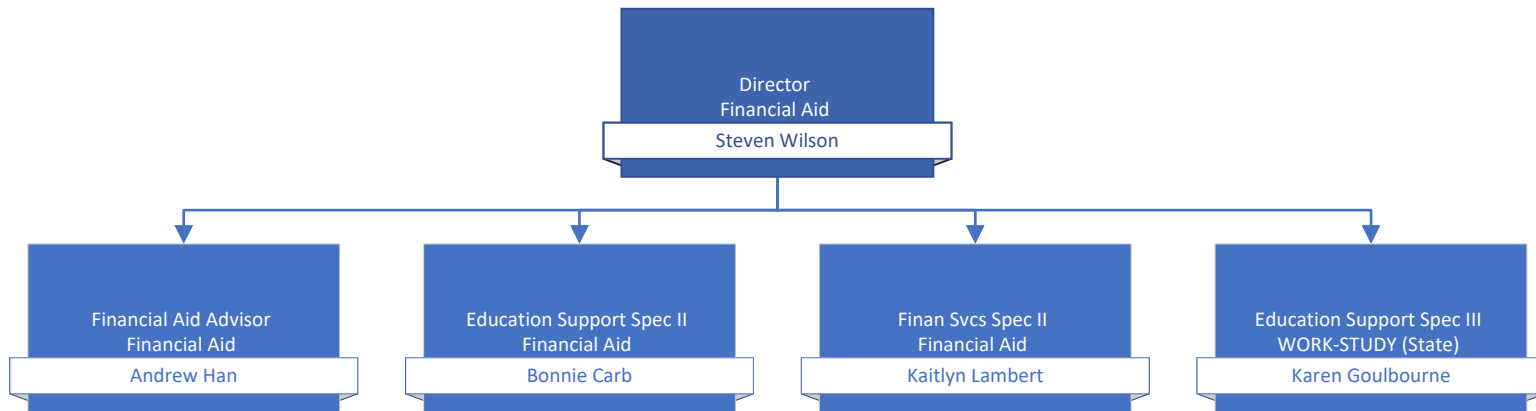 Director
Financial Aid
Steven Wilson
Financial Aid Advisor
Financial Aid
Andrew Han
Education Support Spec II
Financial Aid
Bonnie Carb
Finan Svcs Spec II
Financial Aid
Kaitlyn Lambert
Education Support Spec III
WORK-STUDY (State)
Karen Goulbourne